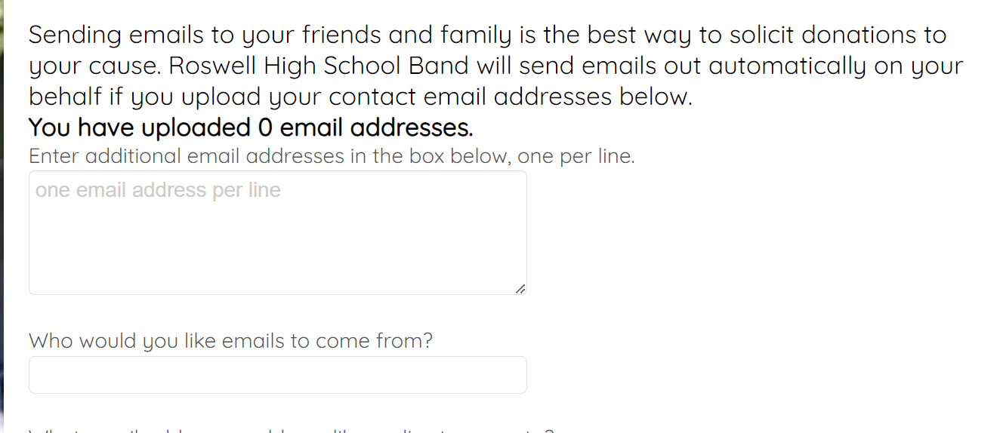 Sending emails to your friends and family is the best way to solicit donations to
your cause. Roswell High School Band will send emails out automatically on your
behalf if you upload your contact email addresses below.
You have uploaded 0 email addresses.
Enter additional email addresses in the box below, one per line.
one email address per line
Who would you like emails to come from?